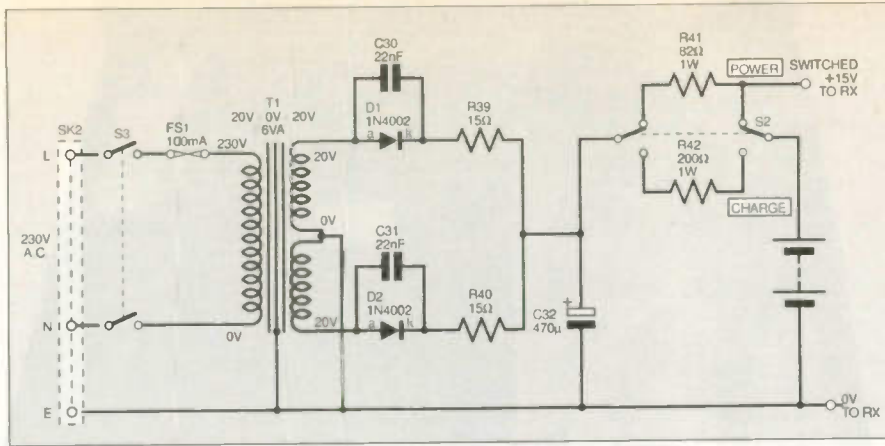 C30
22nF
D1
1N4002
a
k
R39
15Ω
R41
82Ω
1W
POWER
SWITCHED
+15V
TO RX
S2
R42
200Ω
1W
CHARGE
SK2
S3
FS1
100mA
230V
T1
20V 0V 20V
6VA
20V
0V
L
230V
A.C
N
0V
E
C31
22nF
D2
1N4002
a
k
20V
R40
15Ω
C32
470µ
+
0V
TO RX